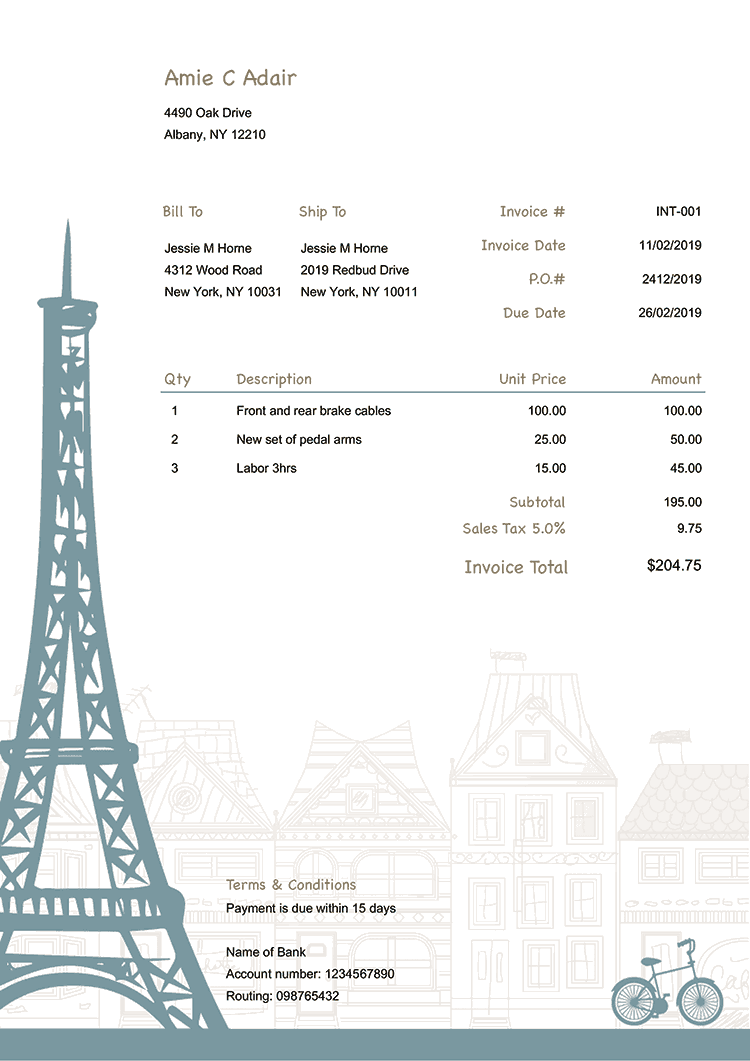 Amie C Adair
4490 Oak Drive
Albany, NY 12210
Bill To
Jessie M Horne
4312 Wood Road
New York, NY 10031
Ship To
Jessie M Horne
2019 Redbud Drive
New York, NY 10011
Invoice # INT-001
Invoice Date 11/02/2019
P.O.# 2412/2019
Due Date 26/02/2019
Qty Description Unit Price Amount
1 Front and rear brake cables 100.00 100.00
2 New set of pedal arms 25.00 50.00
3 Labor 3hrs 15.00 45.00
Subtotal 195.00
Sales Tax 5.0% 9.75
Invoice Total $204.75
Terms & Conditions
Payment is due within 15 days
Name of Bank
Account number: 1234567890
Routing: 098765432